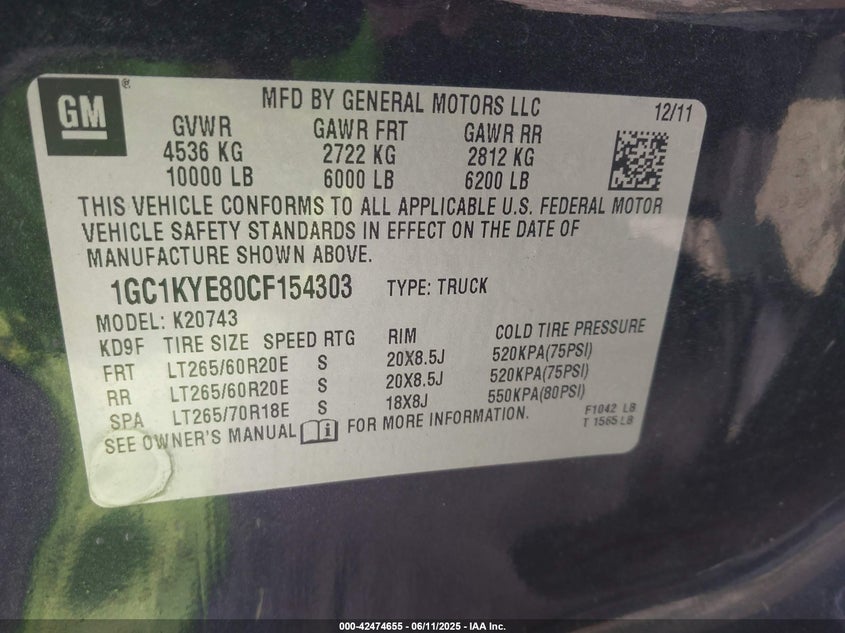 GM®
MFD BY GENERAL MOTORS LLC 12/11
GVWR GAWR FRT GAWR RR
4536 KG 2722 KG 2812 KG
10000 LB 6000 LB 6200 LB
THIS VEHICLE CONFORMS TO ALL APPLICABLE U.S. FEDERAL MOTOR
VEHICLE SAFETY STANDARDS IN EFFECT ON THE DATE OF
MANUFACTURE SHOWN ABOVE.
1GC1KYE80CF154303 TYPE: TRUCK
MODEL: K20743
KD9F TIRE SIZE SPEED RTG RIM COLD TIRE PRESSURE
FRT LT265/60R20E S 20X8.5J 520KPA(75PSI)
RR LT265/60R20E S 20X8.5J 520KPA(75PSI)
SPA LT265/70R18E S 18X8J 550KPA(80PSI)
SEE OWNER'S MANUAL FOR MORE INFORMATION.
F1042 LB
T 1565 LB
000-42474655 - 06/11/2025 - IAA Inc.